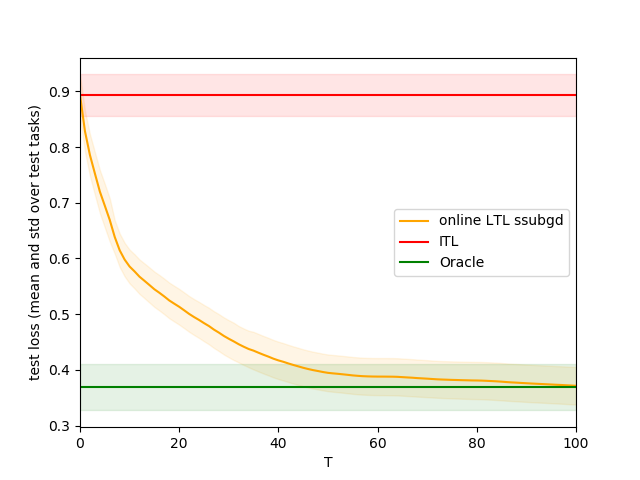 test loss (mean and std over test tasks)
0.9
0.8
0.7
0.6
0.5
0.4
0.3
online LTL ssubgd
ITL
Oracle
0 20 40 60 80 100
T